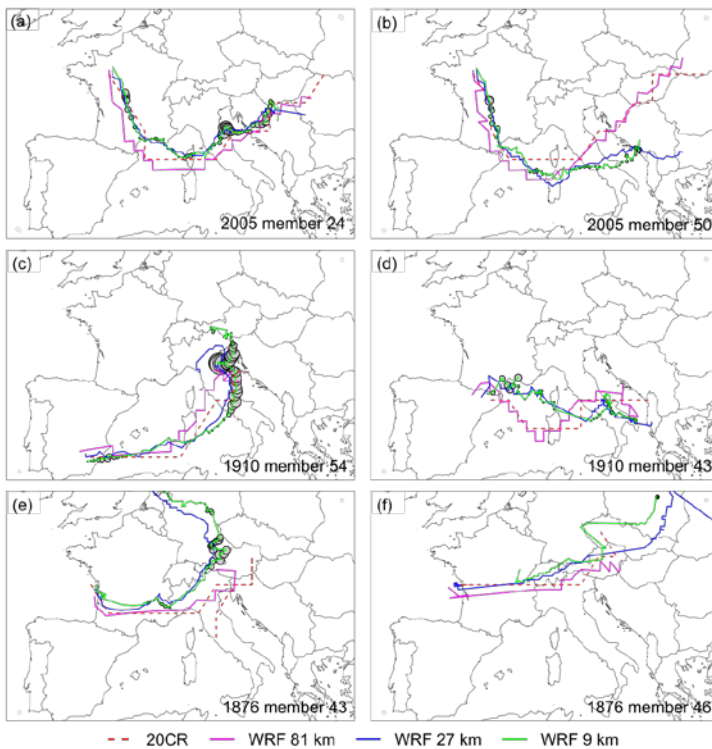 (a)
2005 member 24
(b)
2005 member 50
(c)
1910 member 54
(d)
1910 member 43
(e)
1876 member 43
(f)
1876 member 46
20CR WRF 81 km WRF 27 km WRF 9 km